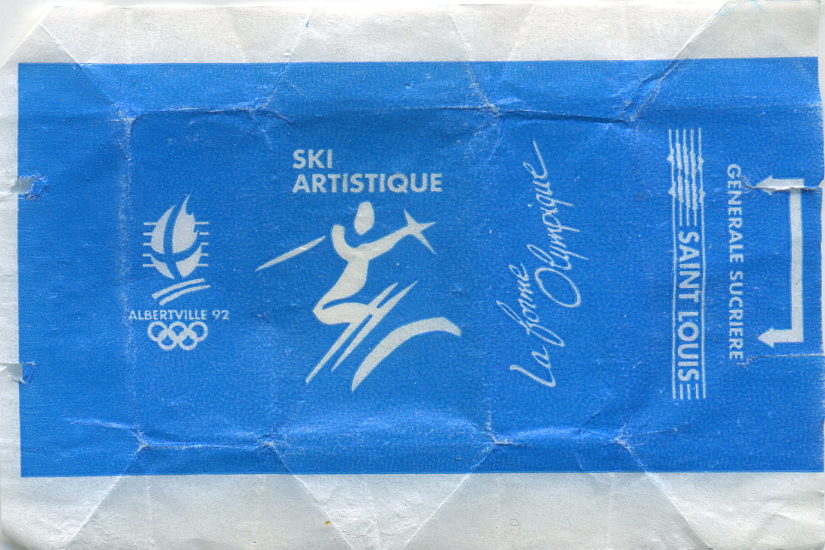 SKI
ARTISTIQUE
ALBERTVILLE 92
La forme
Olympique
SAINT LOUIS
GENERALE SUCRIERE